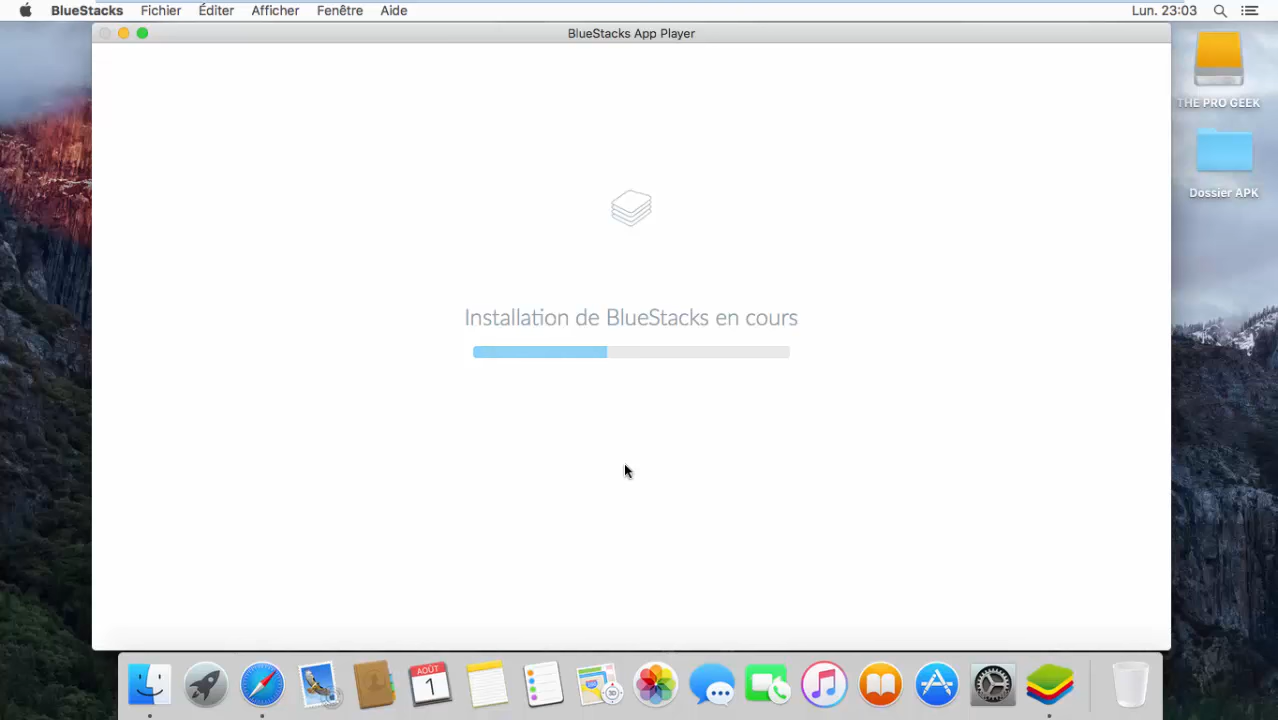 BlueStacks Fichier Éditer Afficher Fenêtre Aide Lun. 23:03
BlueStacks App Player
THE PRO GEEK
Dossier APK
Installation de BlueStacks en cours
AOÛT
1